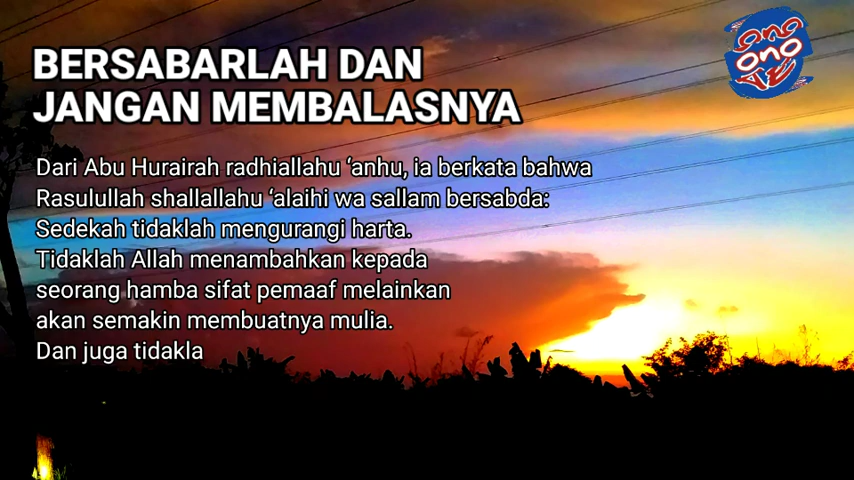 BERSABARLAH DAN
JANGAN MEMBALASNYA
Dari Abu Hurairah radhiallahu ‘anhu, ia berkata bahwa
Rasulullah shallallahu ‘alaihi wa sallam bersabda:
Sedekah tidaklah mengurangi harta.
Tidaklah Allah menambahkan kepada
seorang hamba sifat pemaaf melainkan
akan semakin membuatnya mulia.
Dan juga tidakla
ONO